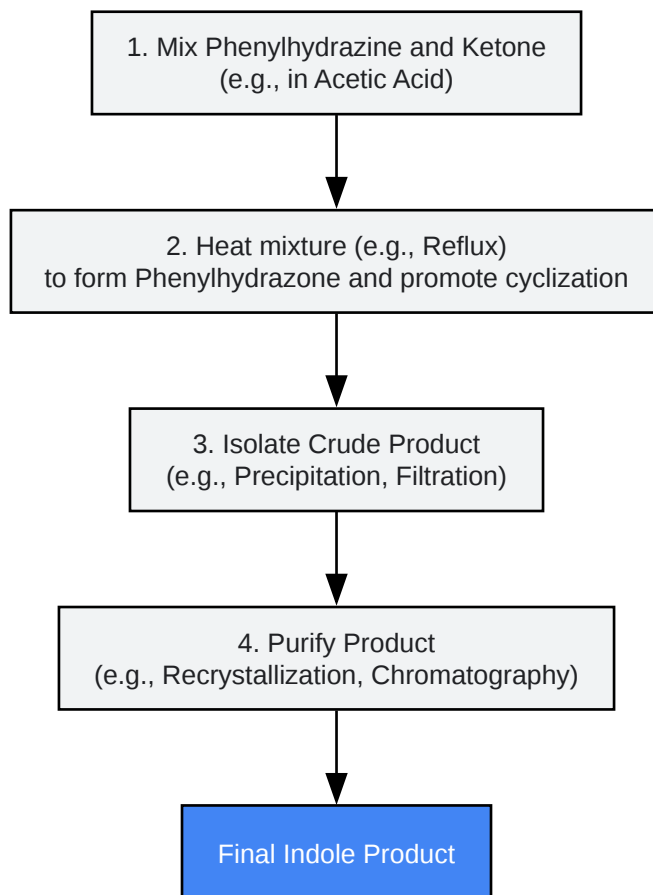 1. Mix Phenylhydrazine and Ketone
(e.g., in Acetic Acid)
2. Heat mixture (e.g., Reflux)
to form Phenylhydrazone and promote cyclization
3. Isolate Crude Product
(e.g., Precipitation, Filtration)
4. Purify Product
(e.g., Recrystallization, Chromatography)
Final Indole Product